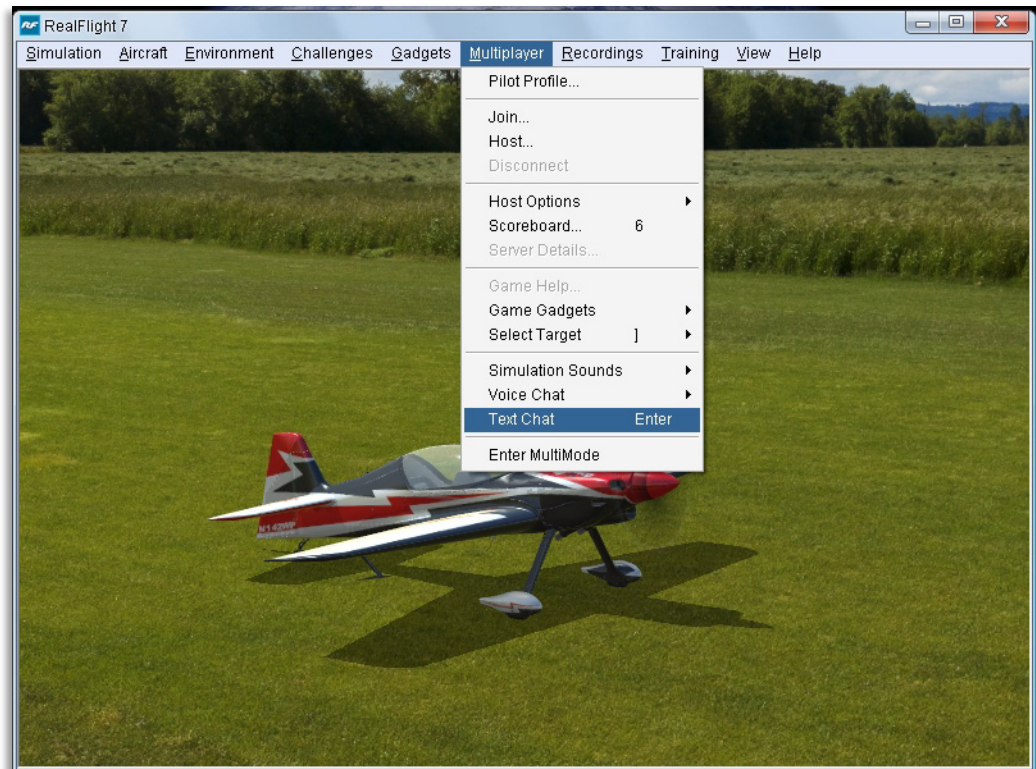 RF RealFlight 7
Simulation Aircraft Environment Challenges Gadgets Multiplayer Recordings Training View Help
Pilot Profile...
Join...
Host...
Disconnect
Host Options
Scoreboard... 6
Server Details...
Game Help...
Game Gadgets
Select Target ]
Simulation Sounds
Voice Chat
Text Chat Enter
Enter MultiMode
N142WP